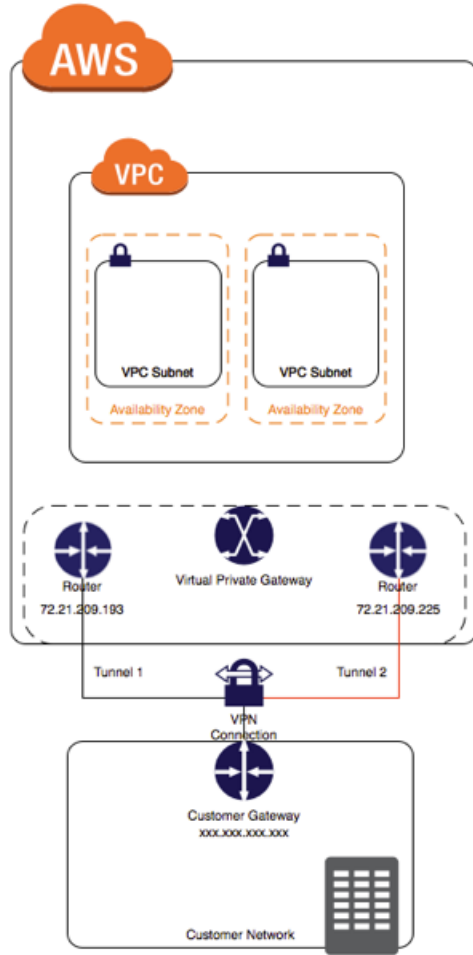 AWS
VPC
VPC Subnet
VPC Subnet
Availability Zone
Availability Zone
Router
72.21.209.193
Virtual Private Gateway
Router
72.21.209.225
Tunnel 1
Tunnel 2
VPN
Connection
Customer Gateway
xxx.xxx.xxx.xxx
Customer Network